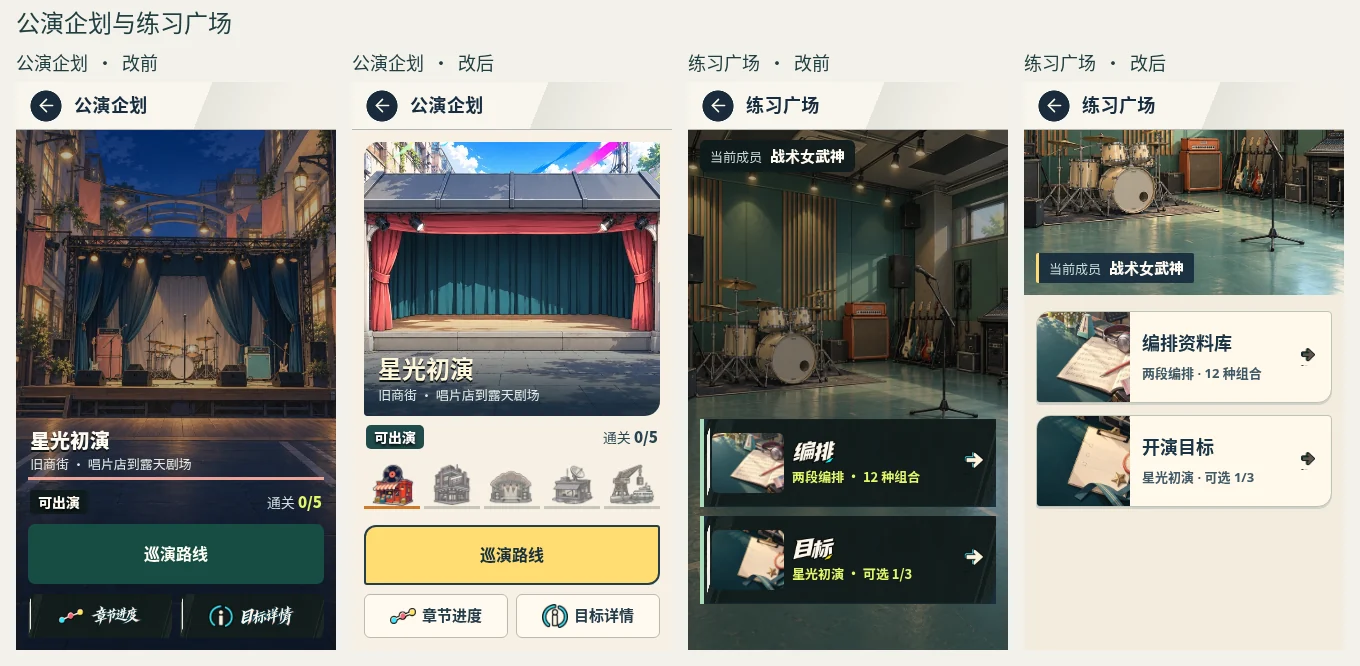 公演企划与练习广场
公演企划 · 改前
公演企划
星光初演
旧商街 · 唱片店到露天剧场
可出演
通关 0/5
巡演路线
章节进度
目标详情
公演企划 · 改后
公演企划
星光初演
旧商街 · 唱片店到露天剧场
可出演
通关 0/5
巡演路线
章节进度
目标详情
练习广场 · 改前
练习广场
当前成员 战术女武神
编排
两段编排 · 12 种组合
目标
星光初演 · 可选 1/3
练习广场 · 改后
练习广场
当前成员 战术女武神
编排资料库
两段编排 · 12 种组合
开演目标
星光初演 · 可选 1/3